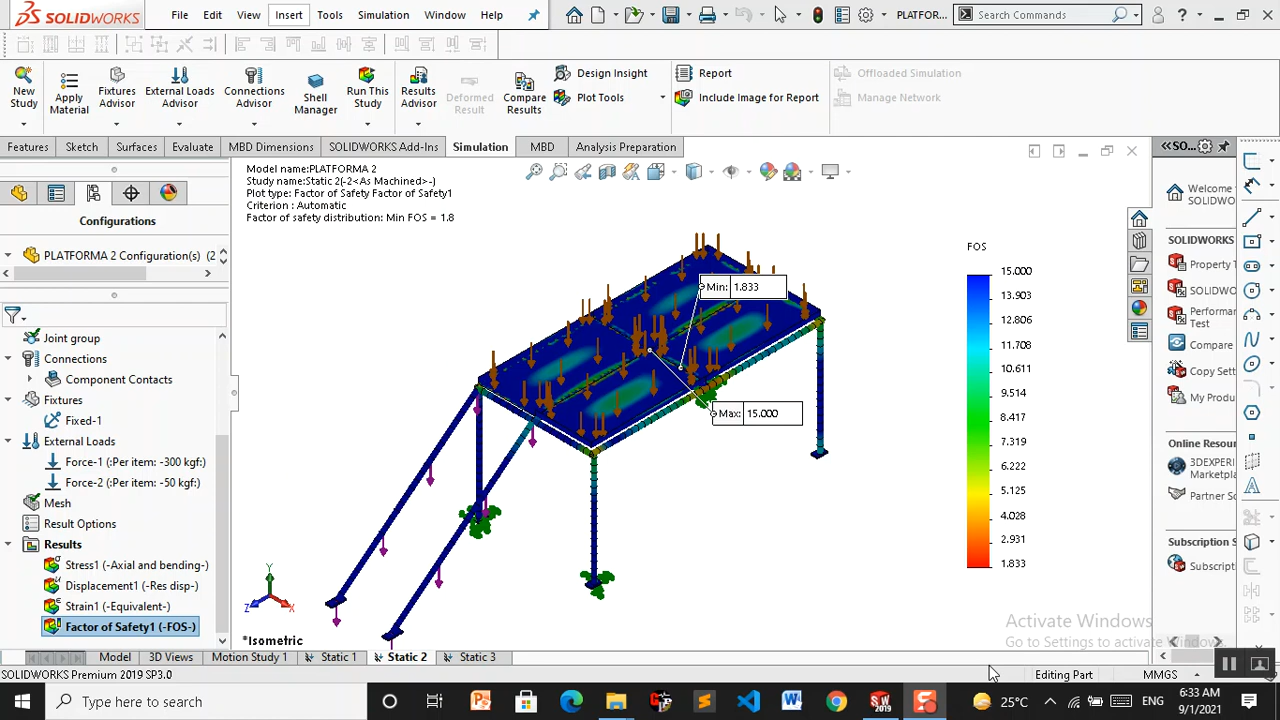 SOLIDWORKS
File Edit View Insert Tools Simulation Window Help
PLATFOR...
Search Commands
New Study
Apply Material
Fixtures Advisor
External Loads Advisor
Connections Advisor
Shell Manager
Run This Study
Results Advisor
Deformed Result
Compare Results
Design Insight
Plot Tools
Report
Include Image for Report
Offloaded Simulation
Manage Network
Features Sketch Surfaces Evaluate MBD Dimensions SOLIDWORKS Add-Ins Simulation MBD Analysis Preparation
Configurations
PLATFORMA 2 Configuration(s) (2
Joint group
Connections
Component Contacts
Fixtures
Fixed-1
External Loads
Force-1 (:Per item: -300 kgf:)
Force-2 (:Per item: -50 kgf:)
Mesh
Result Options
Results
Stress1 (-Axial and bending-)
Displacement1 (-Res disp-)
Strain1 (-Equivalent-)
Factor of Safety1 (-FOS-)
Model name:PLATFORMA 2
Study name:Static 2(-2<As Machined>-)
Plot type: Factor of Safety Factor of Safety1
Criterion : Automatic
Factor of safety distribution: Min FOS = 1.8
Min: 1.833
Max: 15.000
FOS
15.000
13.903
12.806
11.708
10.611
9.514
8.417
7.319
6.222
5.125
4.028
2.931
1.833
Y
Z
X
*Isometric
<<SO...
Welcome
SOLIDWO
SOLIDWORKS
Property T
SOLIDWO
Performa
Test
Compare
Copy Sett
My Produ
Online Resour
3DEXPERI
Marketpla
Partner So
Subscription S
Subscript
Activate Windows
Go to Settings to activate Windows.
Model 3D Views Motion Study 1 Static 1 Static 2 Static 3
SOLIDWORKS Premium 2019 SP3.0
Editing Part
MMGS
Type here to search
25°C
ENG
6:33 AM
9/1/2021